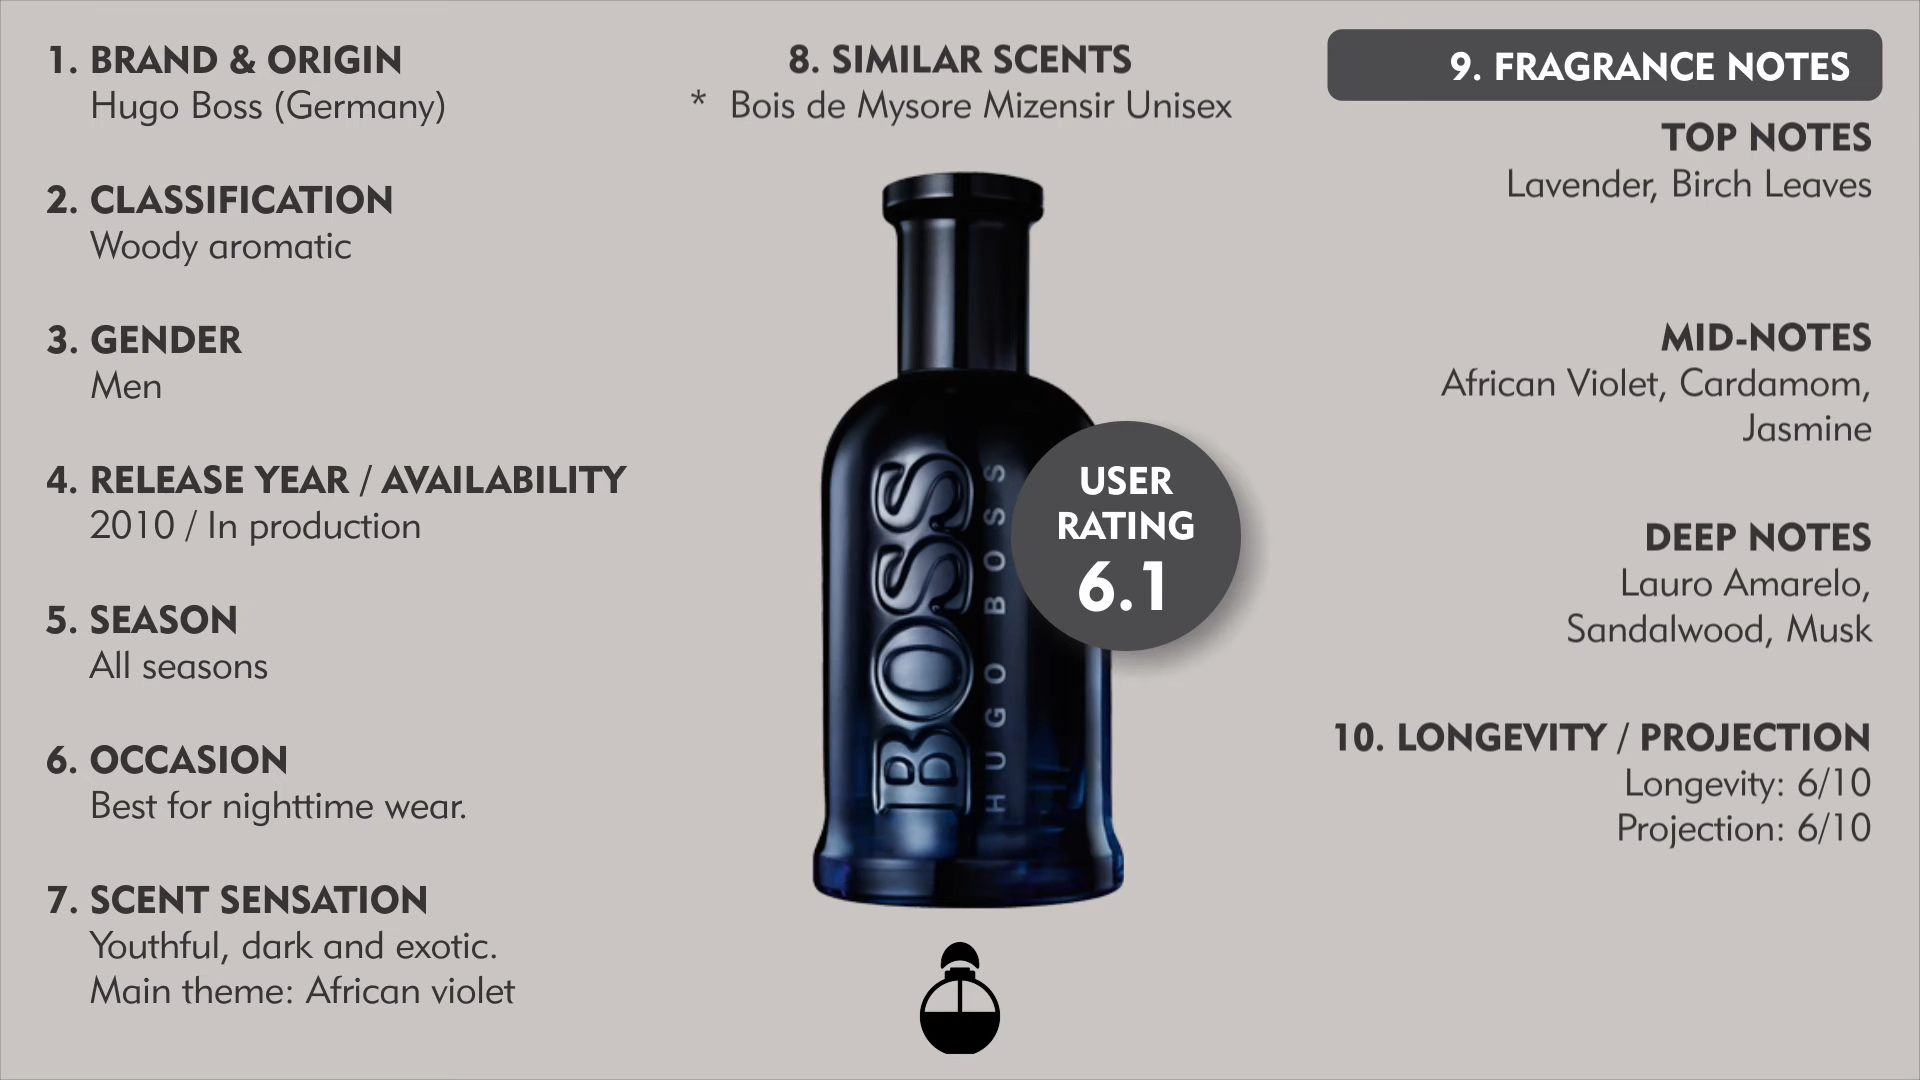 1. BRAND & ORIGIN
Hugo Boss (Germany)
2. CLASSIFICATION
Woody aromatic
3. GENDER
Men
4. RELEASE YEAR / AVAILABILITY
2010 / In production
5. SEASON
All seasons
6. OCCASION
Best for nighttime wear.
7. SCENT SENSATION
Youthful, dark and exotic.
Main theme: African violet
8. SIMILAR SCENTS
* Bois de Mysore Mizensir Unisex
BOSS
HUGO BOSS
USER
RATING
6.1
9. FRAGRANCE NOTES
TOP NOTES
Lavender, Birch Leaves
MID-NOTES
African Violet, Cardamom,
Jasmine
DEEP NOTES
Lauro Amarelo,
Sandalwood, Musk
10. LONGEVITY / PROJECTION
Longevity: 6/10
Projection: 6/10